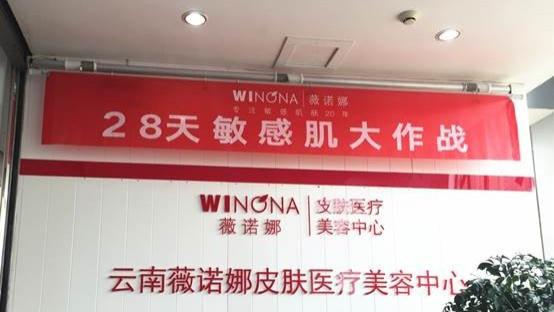 WINONA 薇诺娜
专注敏感肌肤20年
28天敏感肌大作战
WINONA 皮肤医疗
薇诺娜 美容中心
云南薇诺娜皮肤医疗美容中心